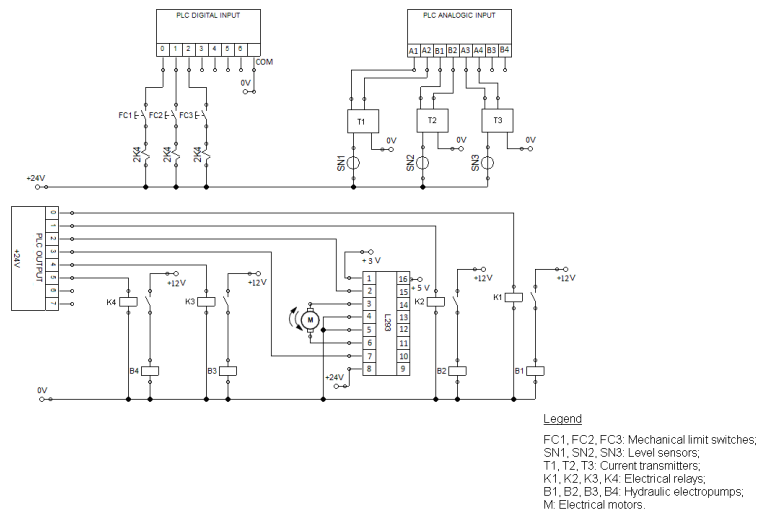 PLC DIGITAL INPUT
0 1 2 3 4 5 6
COM
0V
FC1 FC2 FC3
2K4 2K4 2K4
PLC ANALOGIC INPUT
A1 A2 B1 B2 A3 A4 B3 B4
T1 T2 T3
0V 0V 0V
SN1 SN2 SN3
+24V
PLC OUTPUT
+24V
0
1
2
3
4
5
6
7
+3 V
+5 V
L293
1 16
2 15
3 14
4 13
5 12
6 11
7 10
8 9
M
+24V
K4 +12V K3 +12V K2 +12V K1 +12V
B4 B3 B2 B1
0V
Legend
FC1, FC2, FC3: Mechanical limit switches;
SN1, SN2, SN3: Level sensors;
T1, T2, T3: Current transmitters;
K1, K2, K3, K4: Electrical relays;
B1, B2, B3, B4: Hydraulic electropumps;
M: Electrical motors.